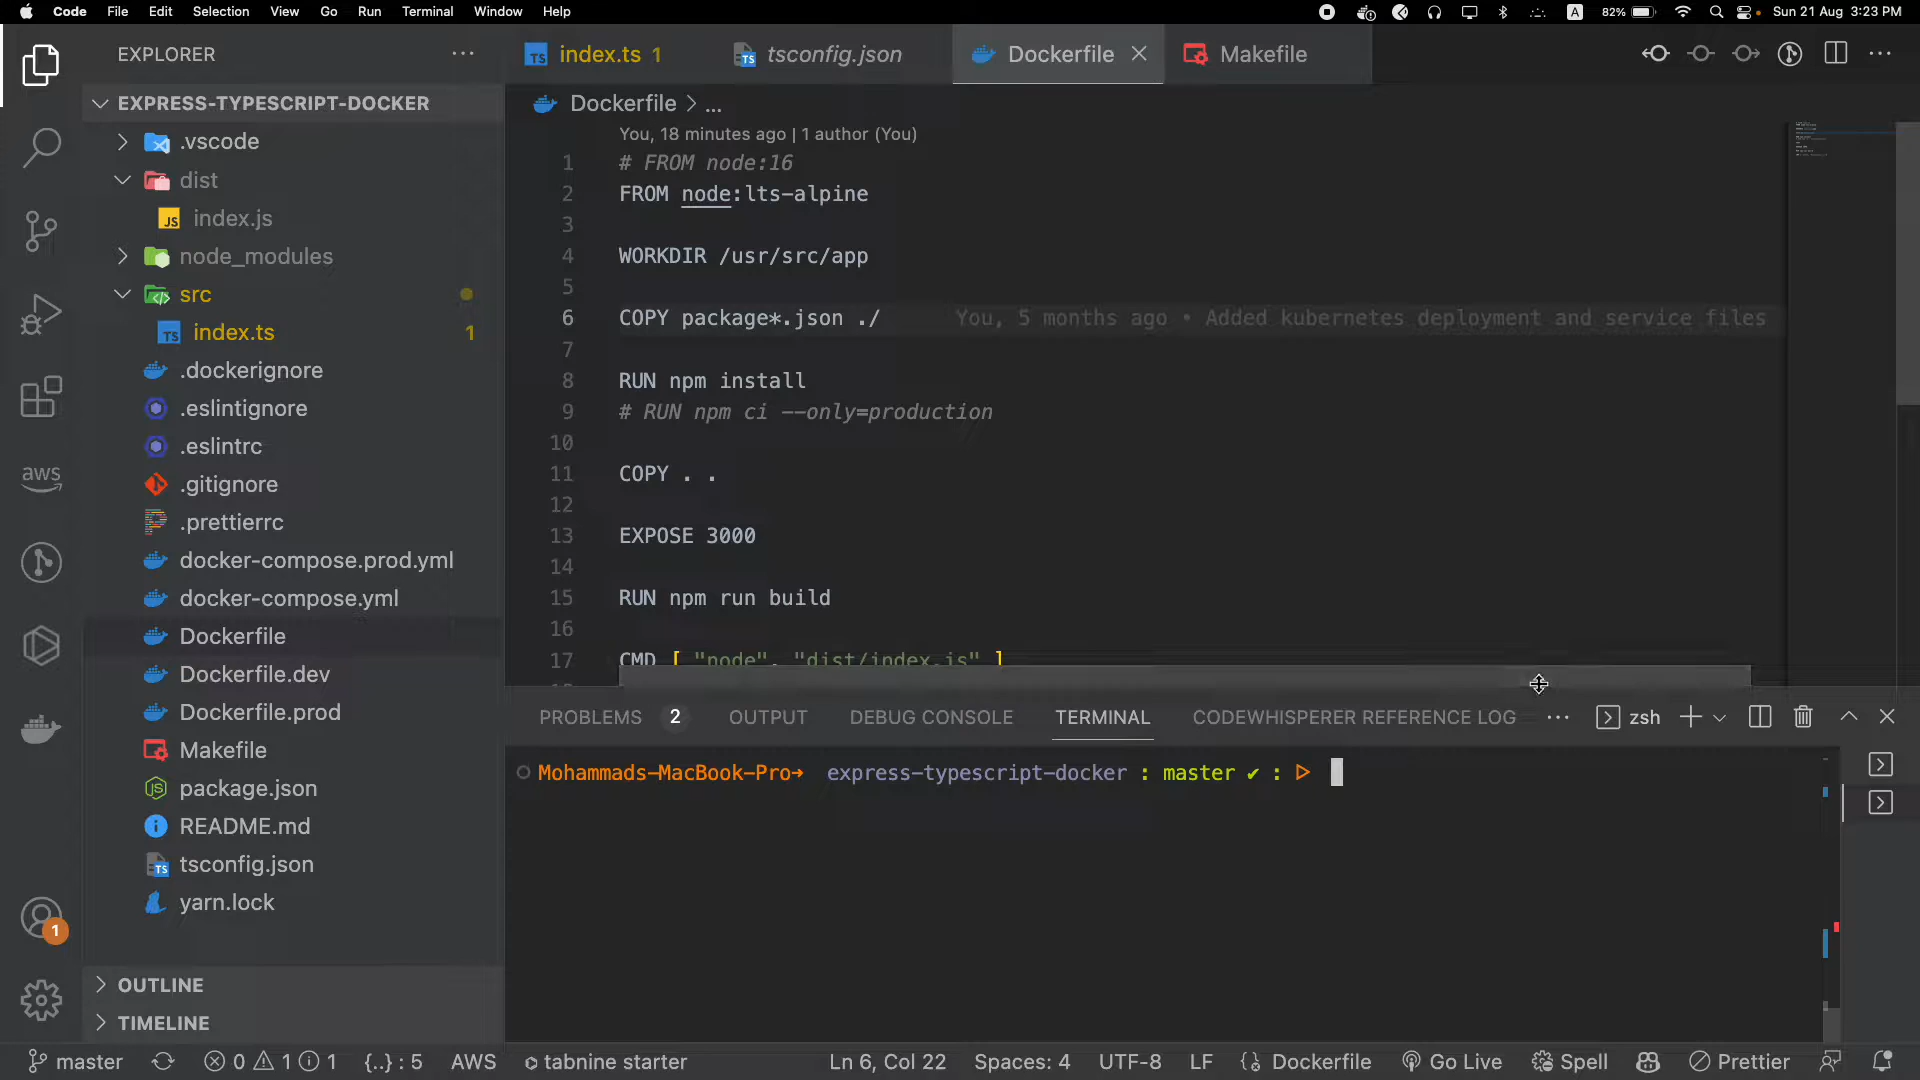 Code File Edit Selection View Go Run Terminal Window Help A 82% Sun 21 Aug 3:23 PM
EXPLORER
EXPRESS-TYPESCRIPT-DOCKER
.vscode
dist
JS index.js
node_modules
src
TS index.ts 1
.dockerignore
.eslintignore
.eslintrc
.gitignore
.prettierrc
docker-compose.prod.yml
docker-compose.yml
Dockerfile
Dockerfile.dev
Dockerfile.prod
Makefile
package.json
README.md
TS tsconfig.json
yarn.lock
OUTLINE
TIMELINE
aws
1
TS index.ts 1
TS tsconfig.json
Dockerfile
Makefile
Dockerfile > ...
You, 18 minutes ago | 1 author (You)
1 # FROM node:16
2 FROM node:lts-alpine
3
4 WORKDIR /usr/src/app
5
6 COPY package*.json ./ You, 5 months ago • Added kubernetes deployment and service files
7
8 RUN npm install
9 # RUN npm ci --only=production
10
11 COPY . .
12
13 EXPOSE 3000
14
15 RUN npm run build
16
17 CMD [ "node", "dist/index.js" ]
PROBLEMS 2 OUTPUT DEBUG CONSOLE TERMINAL CODEWHISPERER REFERENCE LOG ... zsh
Mohammads-MacBook-Pro→ express-typescript-docker : master ✔ : ▷
master 0 1 1 {..} : 5 AWS tabnine starter Ln 6, Col 22 Spaces: 4 UTF-8 LF Dockerfile Go Live Spell Prettier